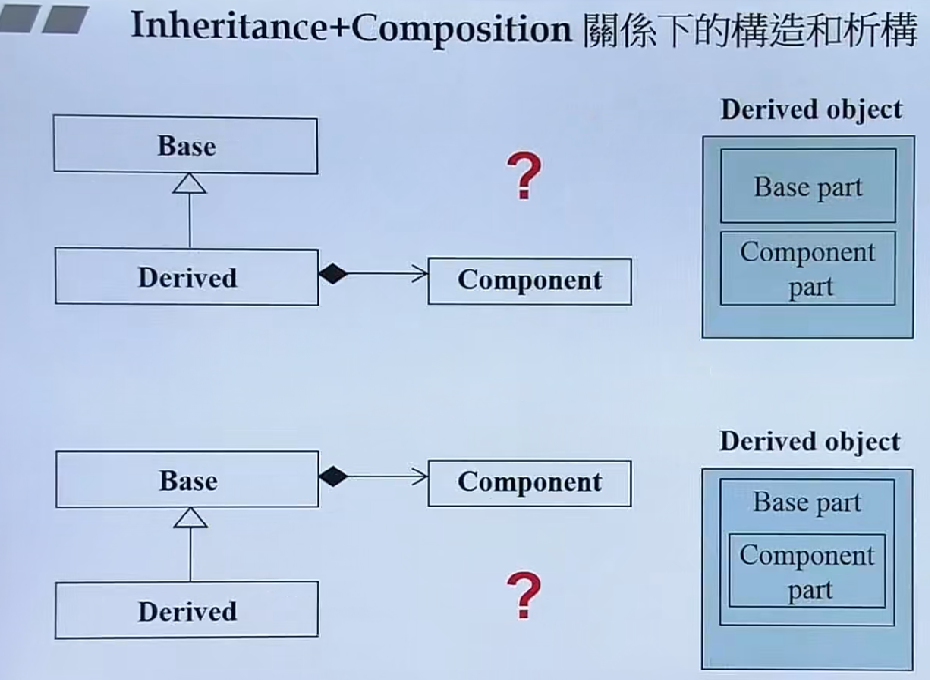 Inheritance+Composition 關係下的構造和析構
Base
Derived
Component
?
Derived object
Base part
Component
part
Base
Component
Derived
?
Derived object
Base part
Component
part